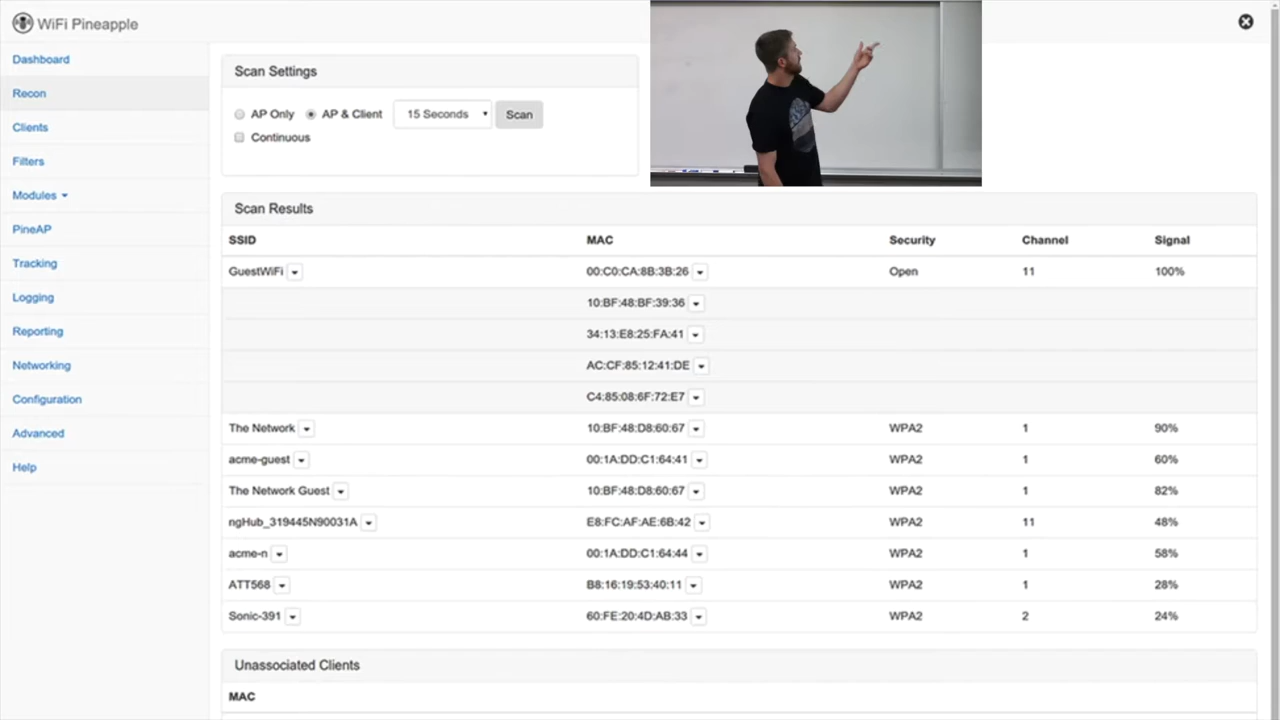 WiFi Pineapple
Dashboard
Recon
Clients
Filters
Modules
PineAP
Tracking
Logging
Reporting
Networking
Configuration
Advanced
Help
Scan Settings
AP Only AP & Client 15 Seconds Scan
Continuous
Scan Results
SSID MAC Security Channel Signal
GuestWiFi 00:C0:CA:8B:3B:26 Open 11 100%
10:BF:48:BF:39:36
34:13:E8:25:FA:41
AC:CF:85:12:41:DE
C4:85:08:6F:72:E7
The Network 10:BF:48:D8:60:67 WPA2 1 90%
acme-guest 00:1A:DD:C1:64:41 WPA2 1 60%
The Network Guest 10:BF:48:D8:60:67 WPA2 1 82%
ngHub_319445N90031A E8:FC:AF:AE:6B:42 WPA2 11 48%
acme-n 00:1A:DD:C1:64:44 WPA2 1 58%
ATT568 B8:16:19:53:40:11 WPA2 1 28%
Sonic-391 60:FE:20:4D:AB:33 WPA2 2 24%
Unassociated Clients
MAC